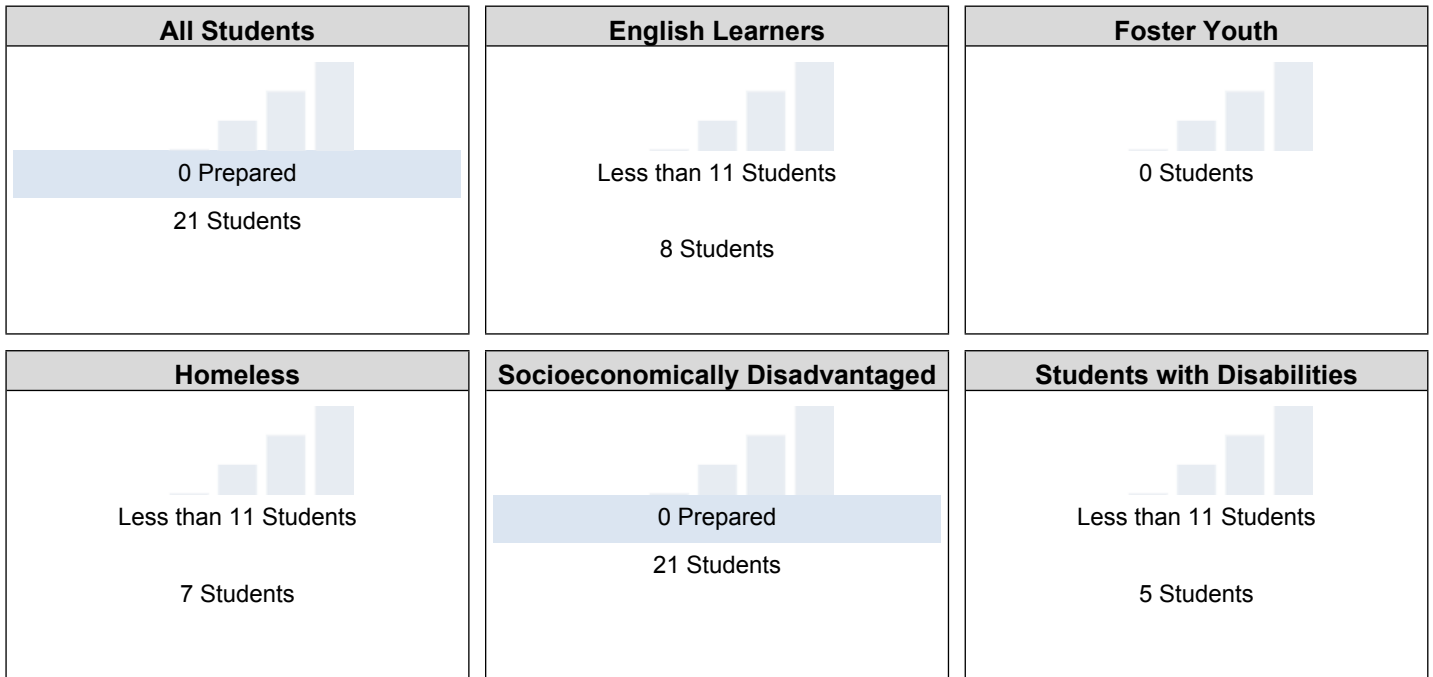 All Students
0 Prepared
21 Students
English Learners
Less than 11 Students
8 Students
Foster Youth
0 Students
Homeless
Less than 11 Students
7 Students
Socioeconomically Disadvantaged
0 Prepared
21 Students
Students with Disabilities
Less than 11 Students
5 Students